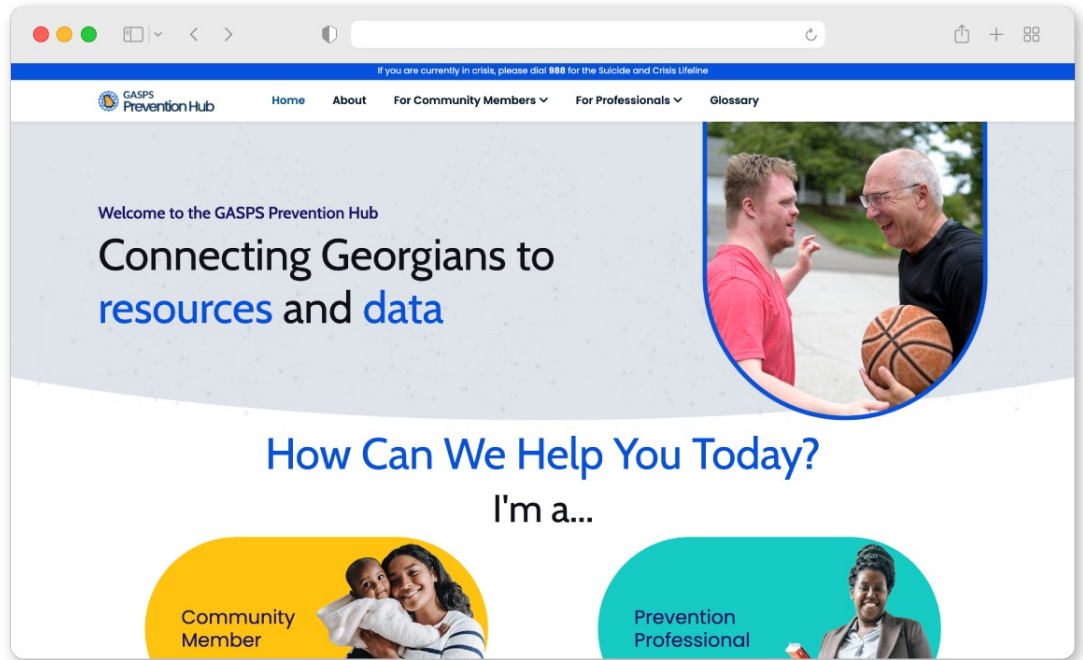 If you are currently in crisis, please dial 988 for the Suicide and Crisis Lifeline
GASPS
Prevention Hub
Home About For Community Members For Professionals Glossary
Welcome to the GASPS Prevention Hub
Connecting Georgians to
resources and data
How Can We Help You Today?
I'm a...
Community
Member
Prevention
Professional